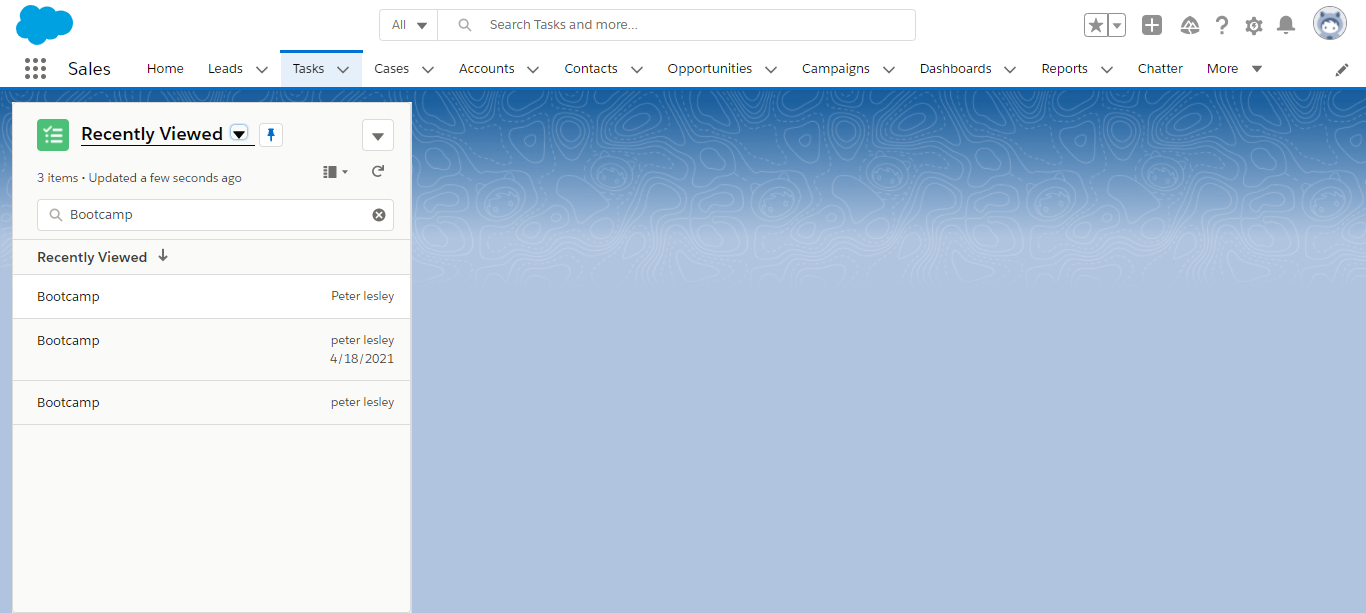 All Search Tasks and more...
Sales Home Leads Tasks Cases Accounts Contacts Opportunities Campaigns Dashboards Reports Chatter More
Recently Viewed
3 items • Updated a few seconds ago
Bootcamp
Recently Viewed
Bootcamp Peter lesley
Bootcamp peter lesley
4/18/2021
Bootcamp peter lesley